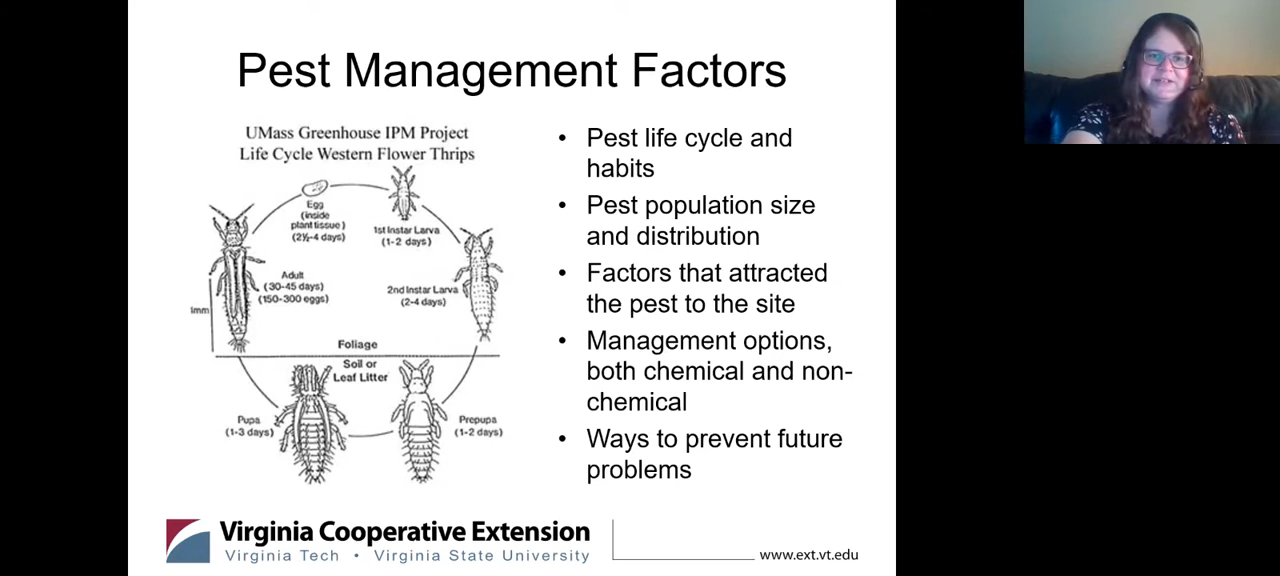 Pest Management Factors
UMass Greenhouse IPM Project
Life Cycle Western Flower Thrips
Egg
(inside
plant tissue)
(2½-4 days)
1st Instar Larva
(1-2 days)
2nd Instar Larva
(2-4 days)
Adult
(30-45 days)
(150-300 eggs)
1mm
Foliage
Soil or
Leaf Litter
Pupa
(1-3 days)
Prepupa
(1-2 days)
• Pest life cycle and
habits
• Pest population size
and distribution
• Factors that attracted
the pest to the site
• Management options,
both chemical and non-
chemical
• Ways to prevent future
problems
Virginia Cooperative Extension
Virginia Tech • Virginia State University
www.ext.vt.edu